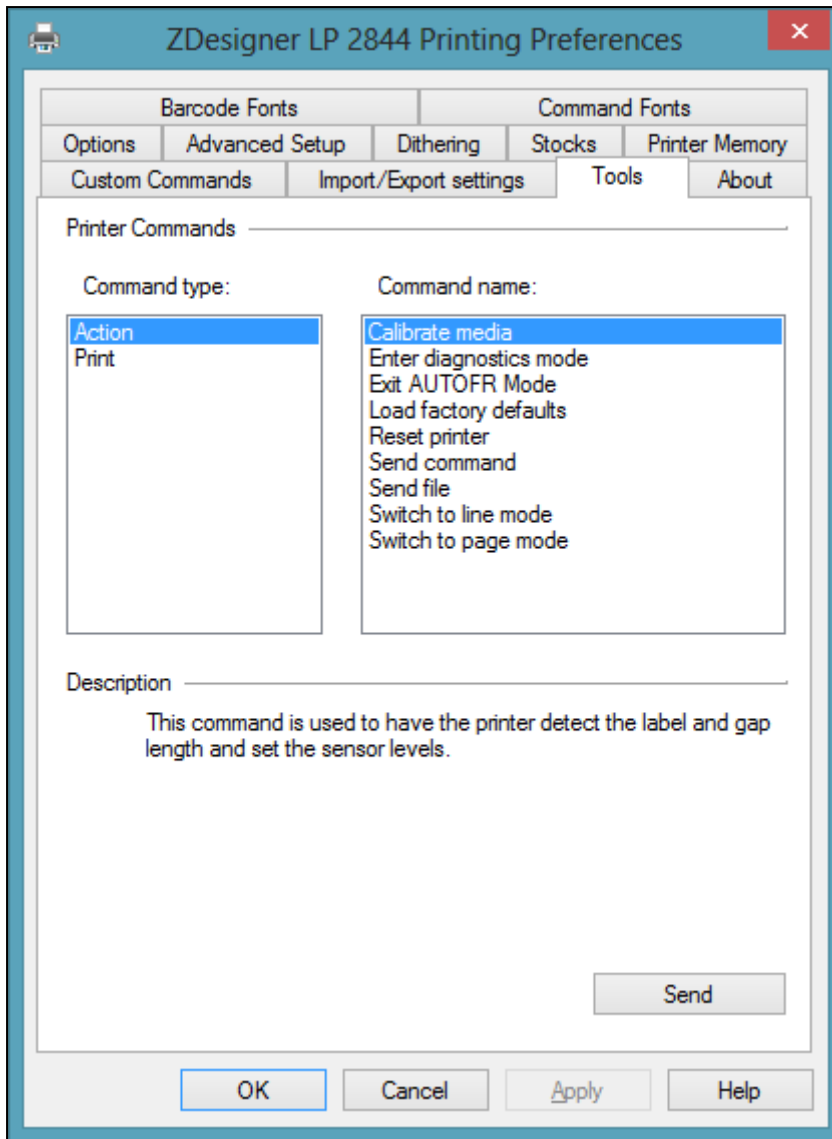 ZDesigner LP 2844 Printing Preferences
Barcode Fonts Command Fonts
Options Advanced Setup Dithering Stocks Printer Memory
Custom Commands Import/Export settings Tools About
Printer Commands
Command type: Command name:
Action
Print
Calibrate media
Enter diagnostics mode
Exit AUTOFR Mode
Load factory defaults
Reset printer
Send command
Send file
Switch to line mode
Switch to page mode
Description
This command is used to have the printer detect the label and gap
length and set the sensor levels.
Send
OK Cancel Apply Help